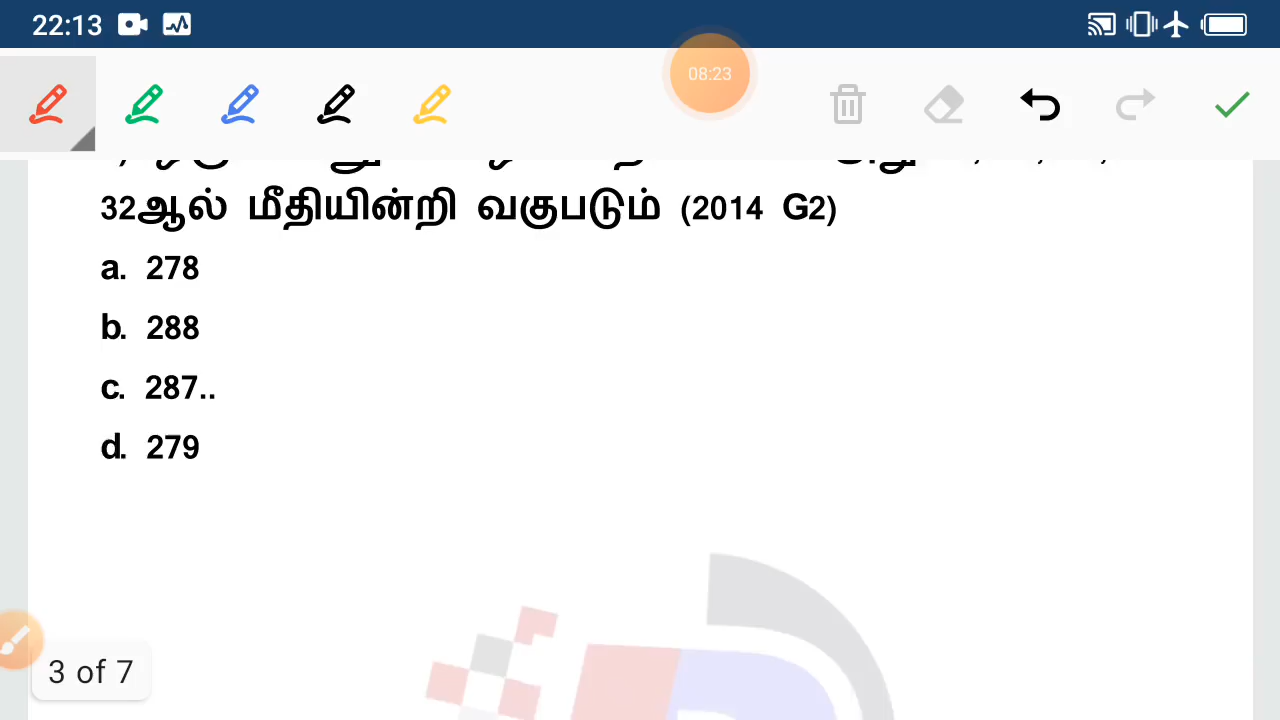 22:13
08:23
32ஆல் மீதியின்றி வகுபடும் (2014 G2)
a. 278
b. 288
c. 287..
d. 279
3 of 7